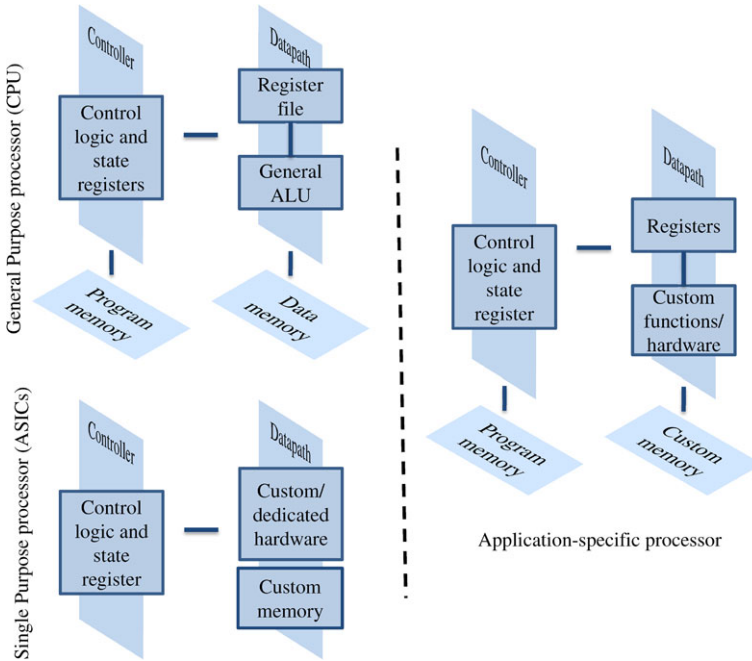 General Purpose processor (CPU)
Controller
Control
logic and
state
registers
Program
memory
Datapath
Register
file
General
ALU
Data
memory
Single Purpose processor (ASICs)
Controller
Control
logic and
state
register
Datapath
Custom/
dedicated
hardware
Custom
memory
Controller
Control
logic and
state
register
Program
memory
Datapath
Registers
Custom
functions/
hardware
Custom
memory
Application-specific processor